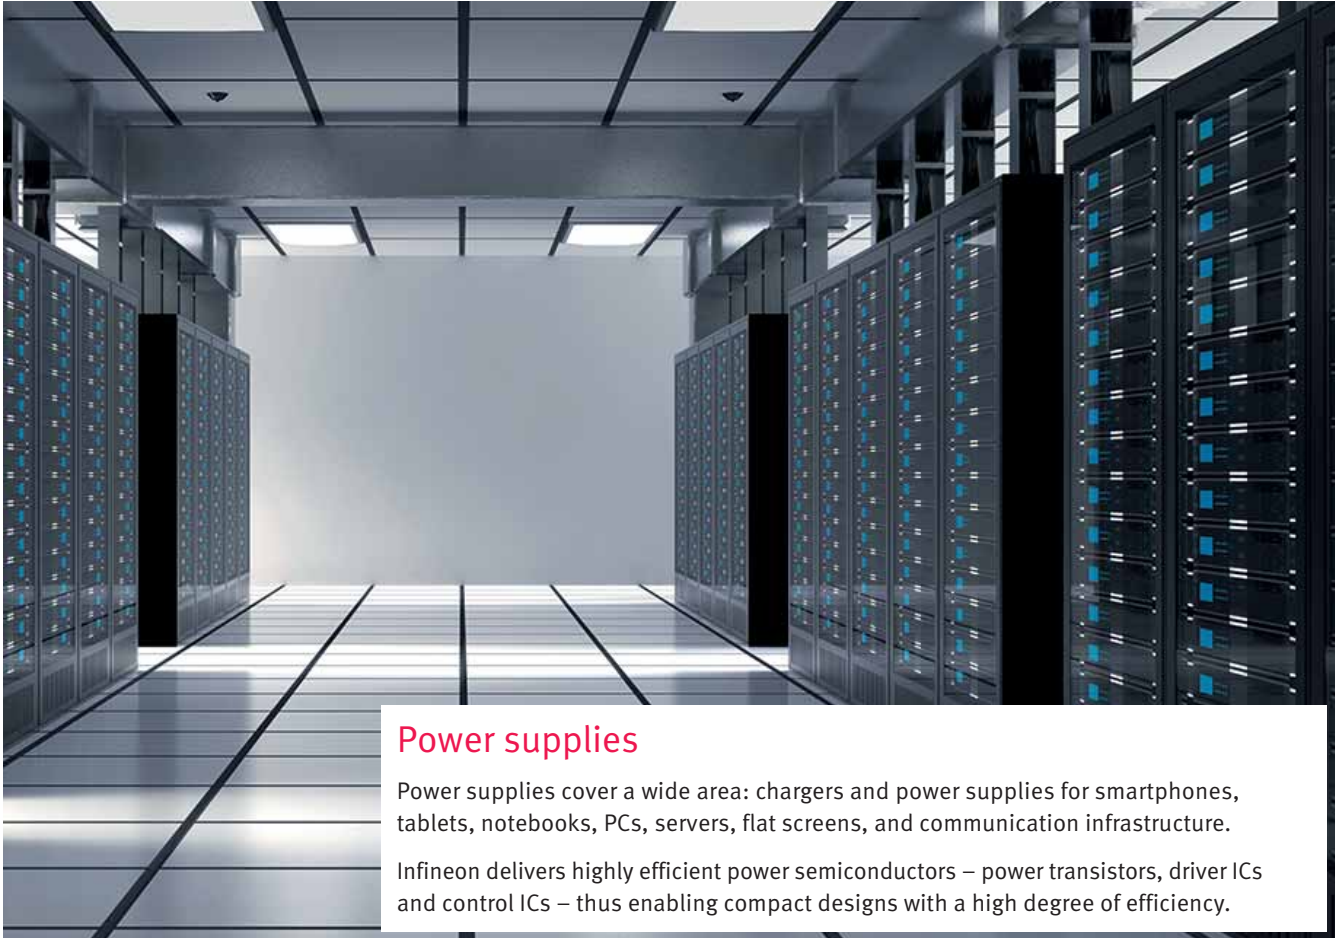 Power supplies
Power supplies cover a wide area: chargers and power supplies for smartphones,
tablets, notebooks, PCs, servers, flat screens, and communication infrastructure.
Infineon delivers highly efficient power semiconductors – power transistors, driver ICs
and control ICs – thus enabling compact designs with a high degree of efficiency.